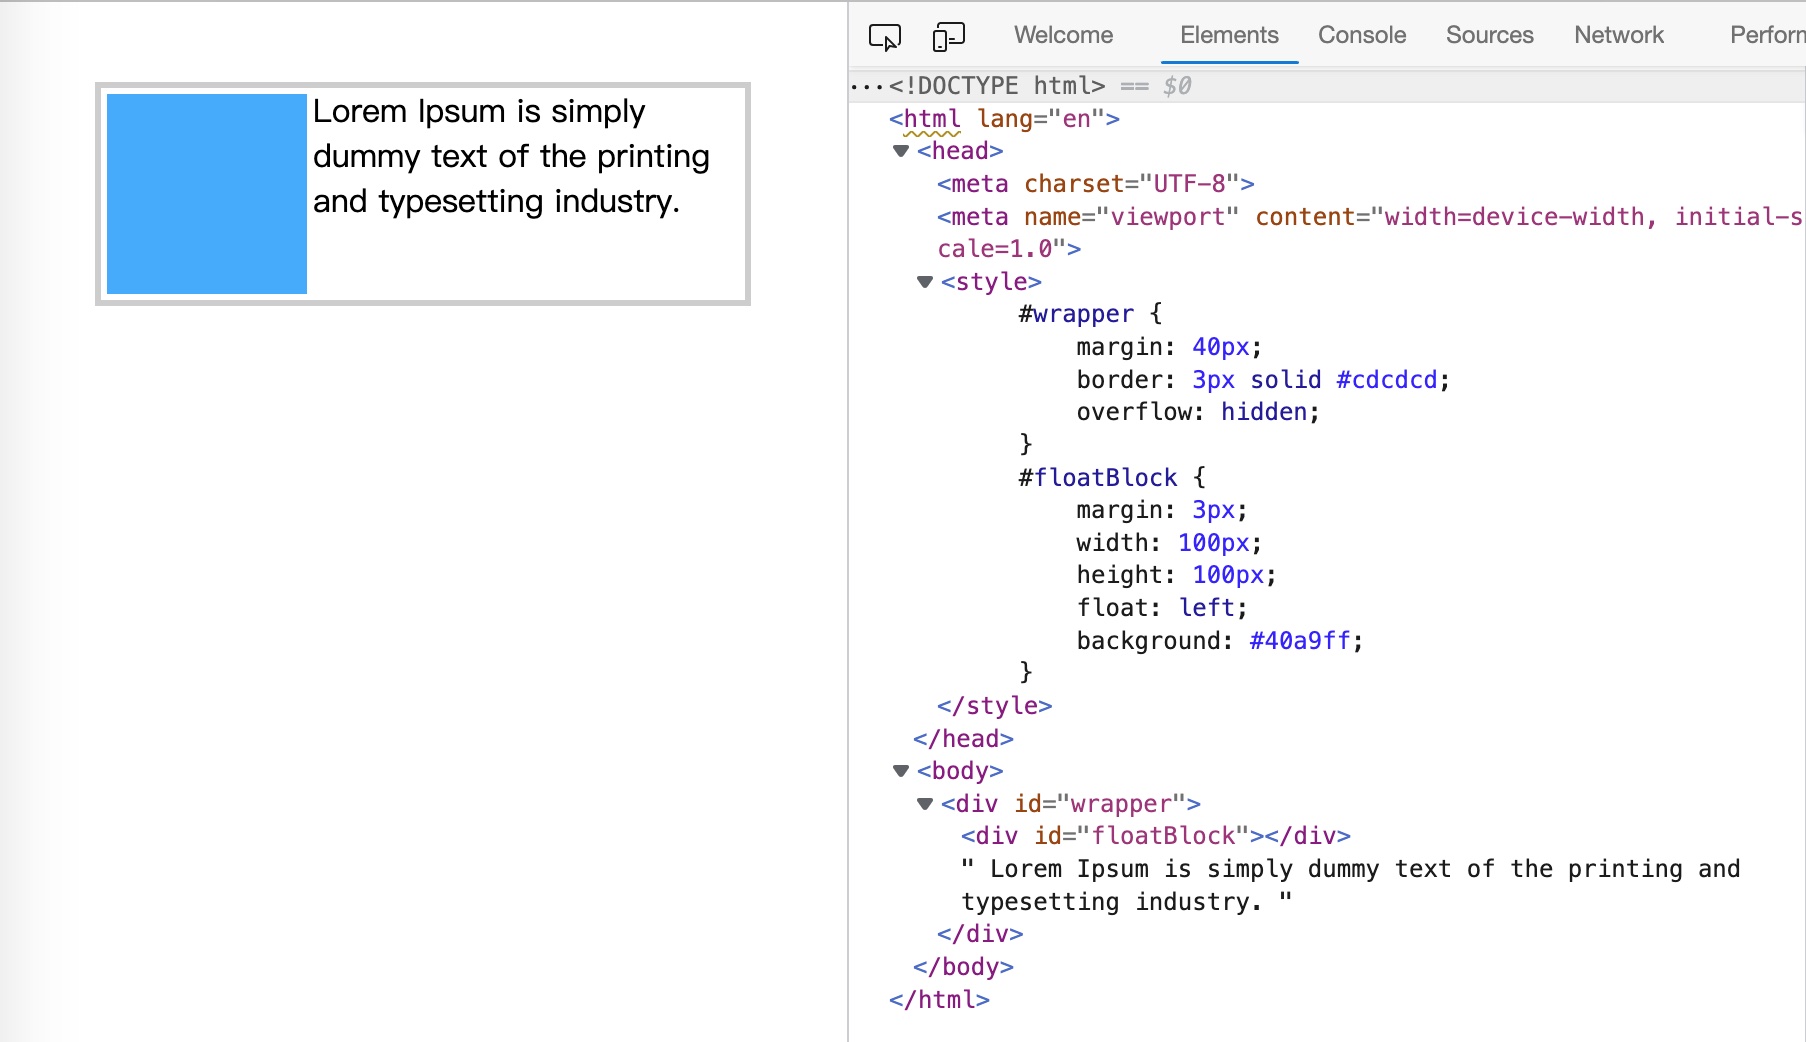 Lorem Ipsum is simply
dummy text of the printing
and typesetting industry.
Welcome Elements Console Sources Network Perforn
···<!DOCTYPE html> == $0
<html lang="en">
<head>
<meta charset="UTF-8">
<meta name="viewport" content="width=device-width, initial-s
cale=1.0">
<style>
#wrapper {
margin: 40px;
border: 3px solid #cdcdcd;
overflow: hidden;
}
#floatBlock {
margin: 3px;
width: 100px;
height: 100px;
float: left;
background: #40a9ff;
}
</style>
</head>
<body>
<div id="wrapper">
<div id="floatBlock"></div>
" Lorem Ipsum is simply dummy text of the printing and
typesetting industry. "
</div>
</body>
</html>